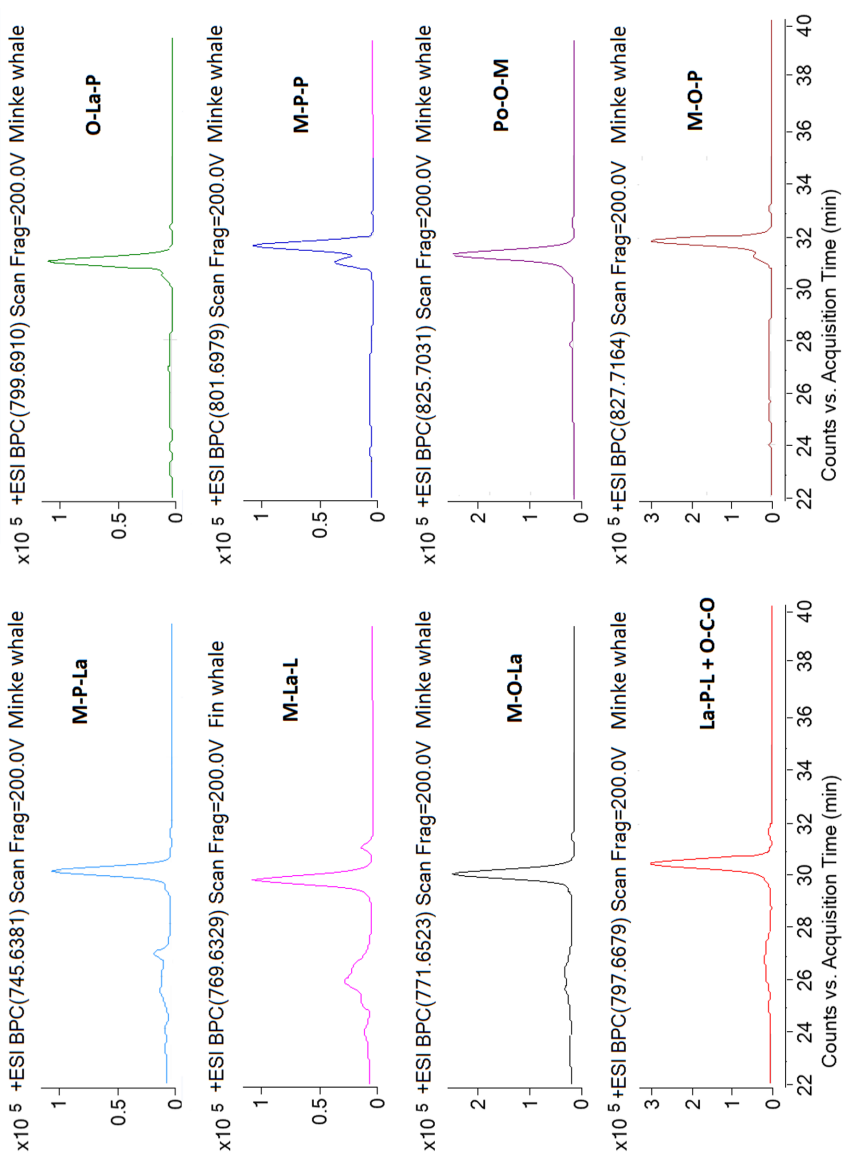 x10 5 +ESI BPC(745.6381) Scan Frag=200.0V Minke whale
1
M-P-La
0.5
0
x10 5 +ESI BPC(769.6329) Scan Frag=200.0V Fin whale
1
M-La-L
0.5
0
x10 5 +ESI BPC(771.6523) Scan Frag=200.0V Minke whale
2
M-O-La
1
0
x10 5 +ESI BPC(797.6679) Scan Frag=200.0V Minke whale
3
La-P-L + O-C-O
2
1
0
22 24 26 28 30 32 34 36 38 40
Counts vs. Acquisition Time (min)
x10 5 +ESI BPC(799.6910) Scan Frag=200.0V Minke whale
1
O-La-P
0.5
0
x10 5 +ESI BPC(801.6979) Scan Frag=200.0V Minke whale
1
M-P-P
0.5
0
x10 5 +ESI BPC(825.7031) Scan Frag=200.0V Minke whale
2
Po-O-M
1
0
x10 5 +ESI BPC(827.7164) Scan Frag=200.0V Minke whale
3
M-O-P
2
1
0
22 24 26 28 30 32 34 36 38 40
Counts vs. Acquisition Time (min)